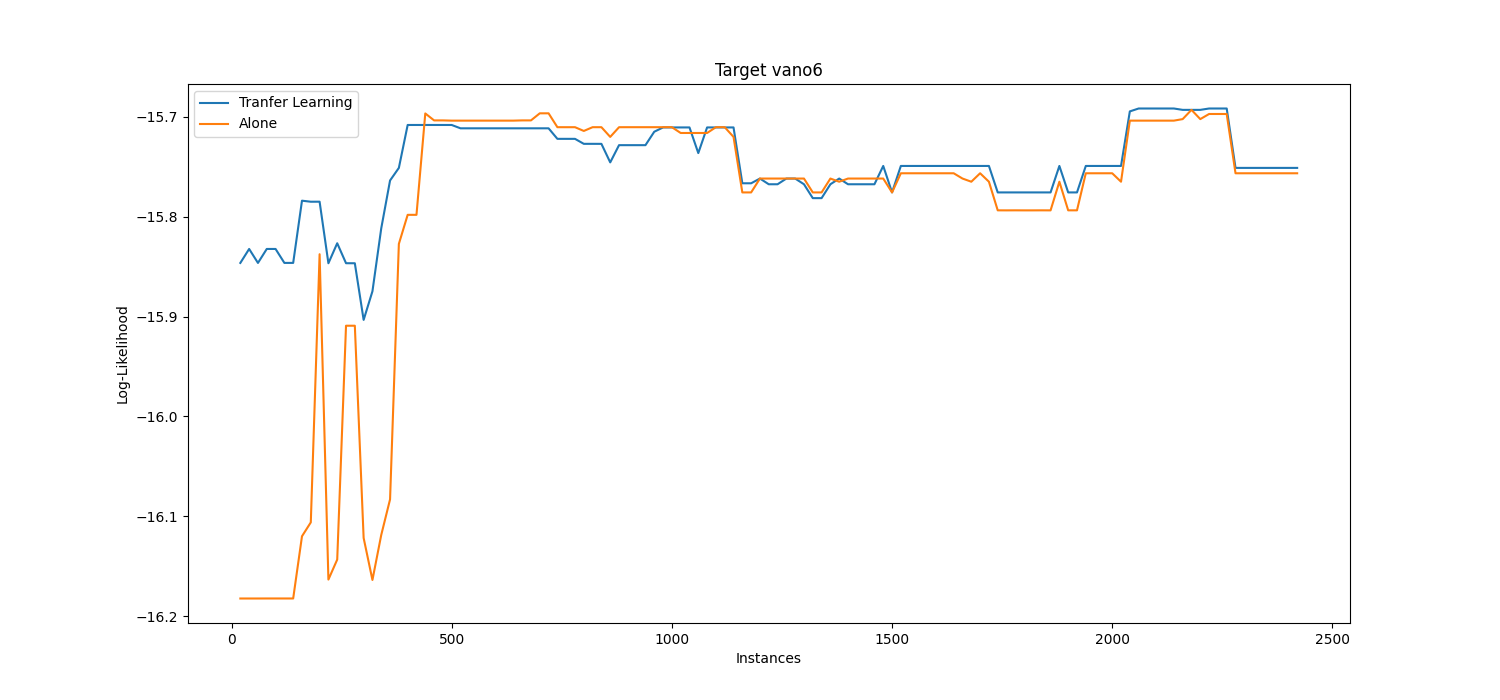 Target vano6
Tranfer Learning
Alone
−15.7
−15.8
−15.9
−16.0
−16.1
−16.2
Log-Likelihood
0 500 1000 1500 2000 2500
Instances